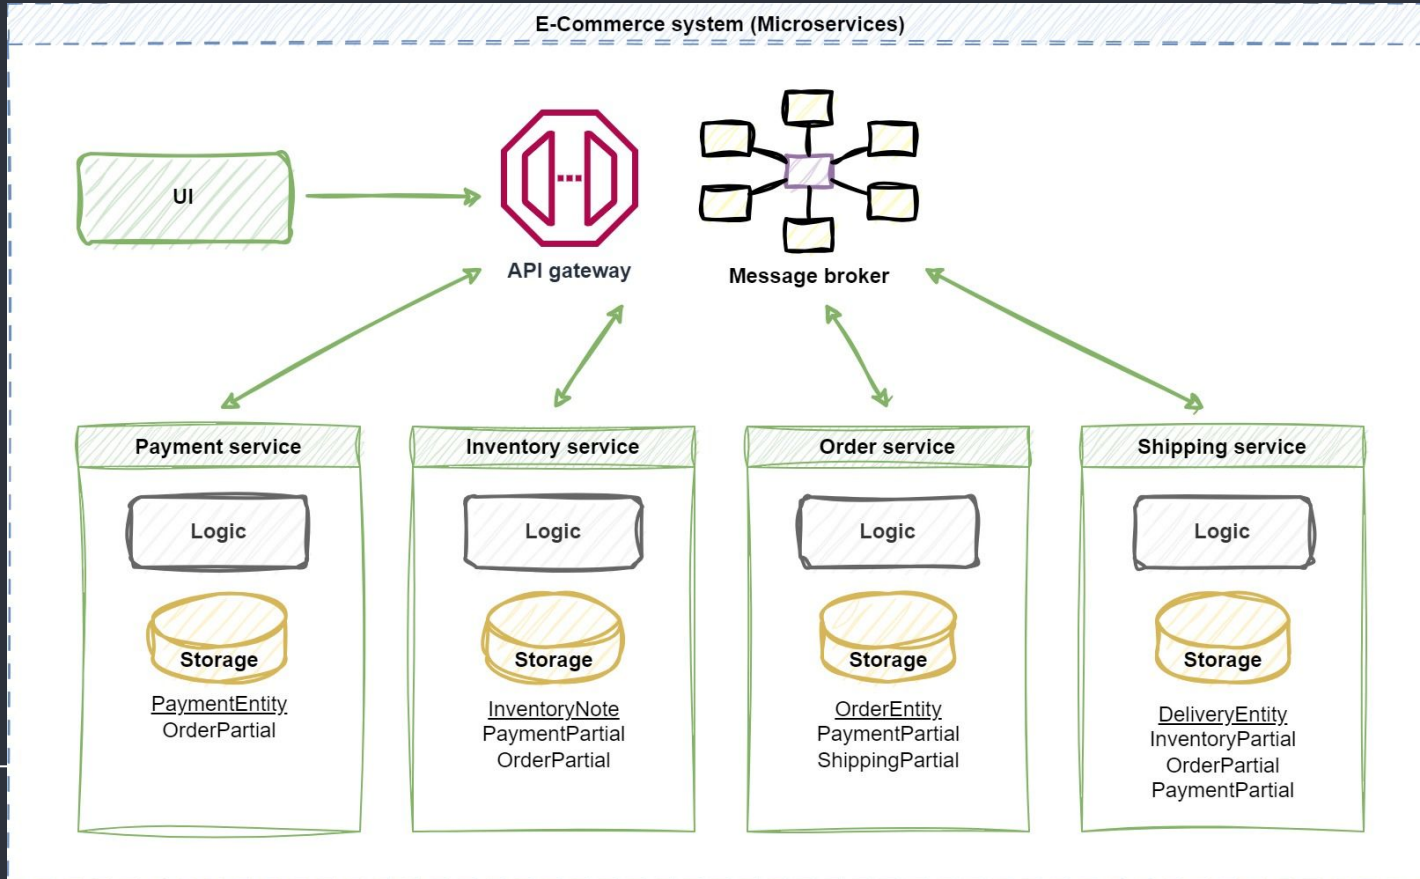 E-Commerce system (Microservices)
UI
API gateway
Message broker
Payment service
Logic
Storage
PaymentEntity
OrderPartial
Inventory service
Logic
Storage
InventoryNote
PaymentPartial
OrderPartial
Order service
Logic
Storage
OrderEntity
PaymentPartial
ShippingPartial
Shipping service
Logic
Storage
DeliveryEntity
InventoryPartial
OrderPartial
PaymentPartial